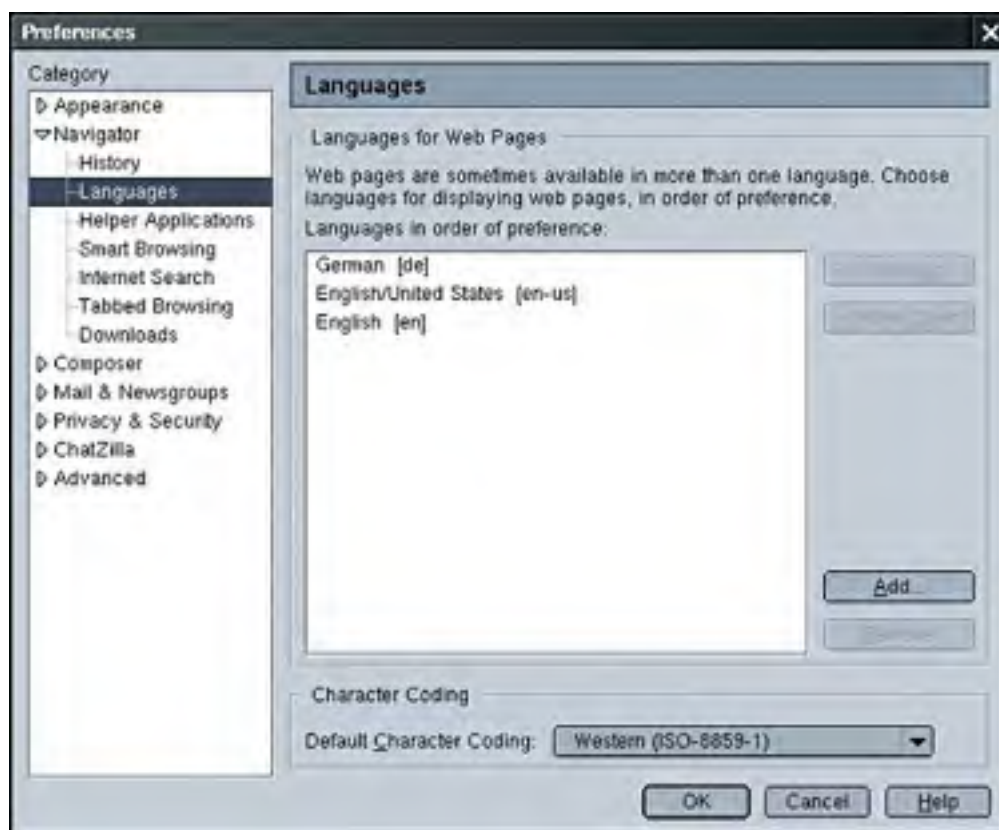 Preferences
Category
Appearance
Navigator
History
Languages
Helper Applications
Smart Browsing
Internet Search
Tabbed Browsing
Downloads
Composer
Mail & Newsgroups
Privacy & Security
ChatZilla
Advanced
Languages
Languages for Web Pages
Web pages are sometimes available in more than one language. Choose
languages for displaying web pages, in order of preference.
Languages in order of preference:
German [de]
English/United States [en-us]
English [en]
Add...
Character Coding
Default Character Coding:
Western (ISO-8859-1)
OK
Cancel
Help